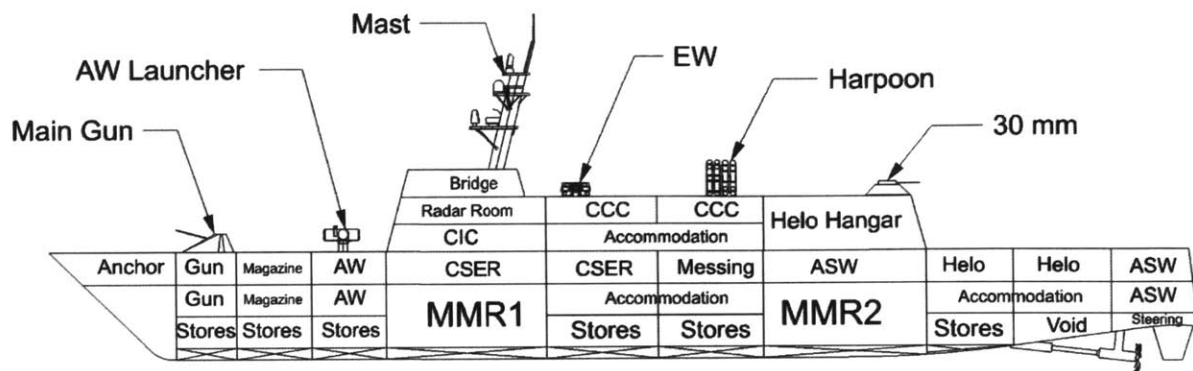 Mast
EW
AW Launcher
Harpoon
Main Gun
30 mm
Bridge
Radar Room CCC CCC
Helo Hangar
CIC Accommodation
Anchor Gun Magazine AW CSER CSER Messing ASW Helo Helo ASW
Gun Magazine AW Accommodation Accommodation ASW
MMR1 MMR2
Stores Stores Stores Stores Stores Stores Void Steering